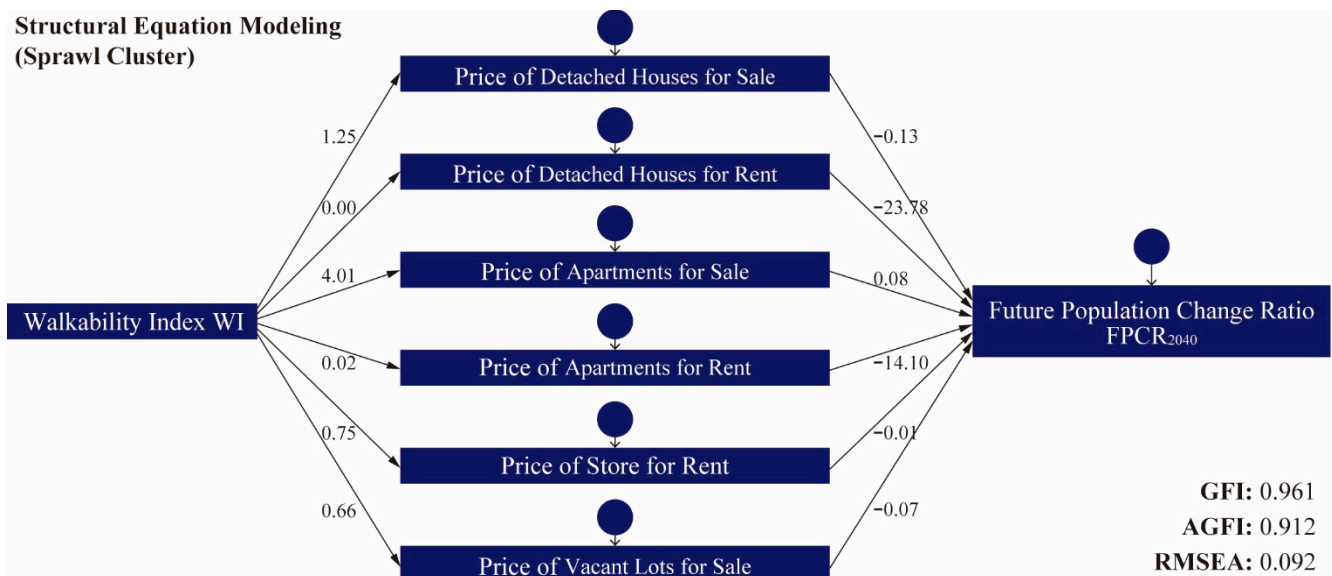 Structural Equation Modeling
(Sprawl Cluster)
Price of Detached Houses for Sale
1.25
−0.13
Price of Detached Houses for Rent
0.00
−23.78
Price of Apartments for Sale
4.01
0.08
Walkability Index WI
Future Population Change Ratio
FPCR2040
Price of Apartments for Rent
0.02
−14.10
0.75
−0.01
Price of Store for Rent
0.66
−0.07
Price of Vacant Lots for Sale
GFI: 0.961
AGFI: 0.912
RMSEA: 0.092